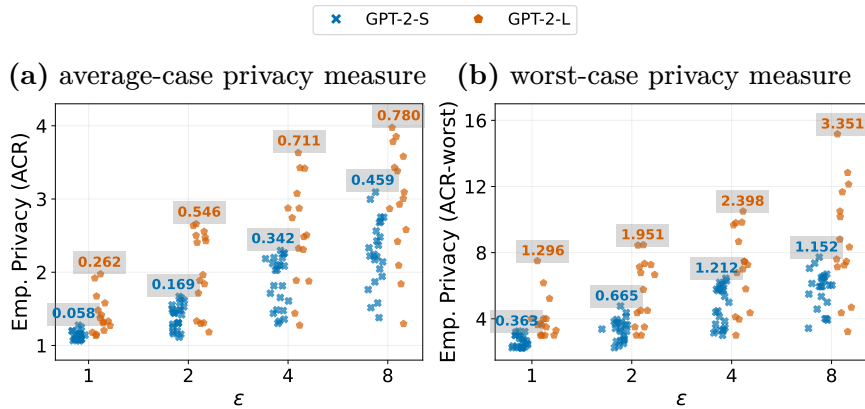 GPT-2-S GPT-2-L
(a) average-case privacy measure
(b) worst-case privacy measure
Emp. Privacy (ACR)
4
3
2
1
0.058
0.262
0.169
0.546
0.342
0.711
0.459
0.780
1 2 4 8
ε
Emp. Privacy (ACR-worst)
16
12
8
4
0.363
1.296
0.665
1.951
1.212
2.398
1.152
3.351
1 2 4 8
ε